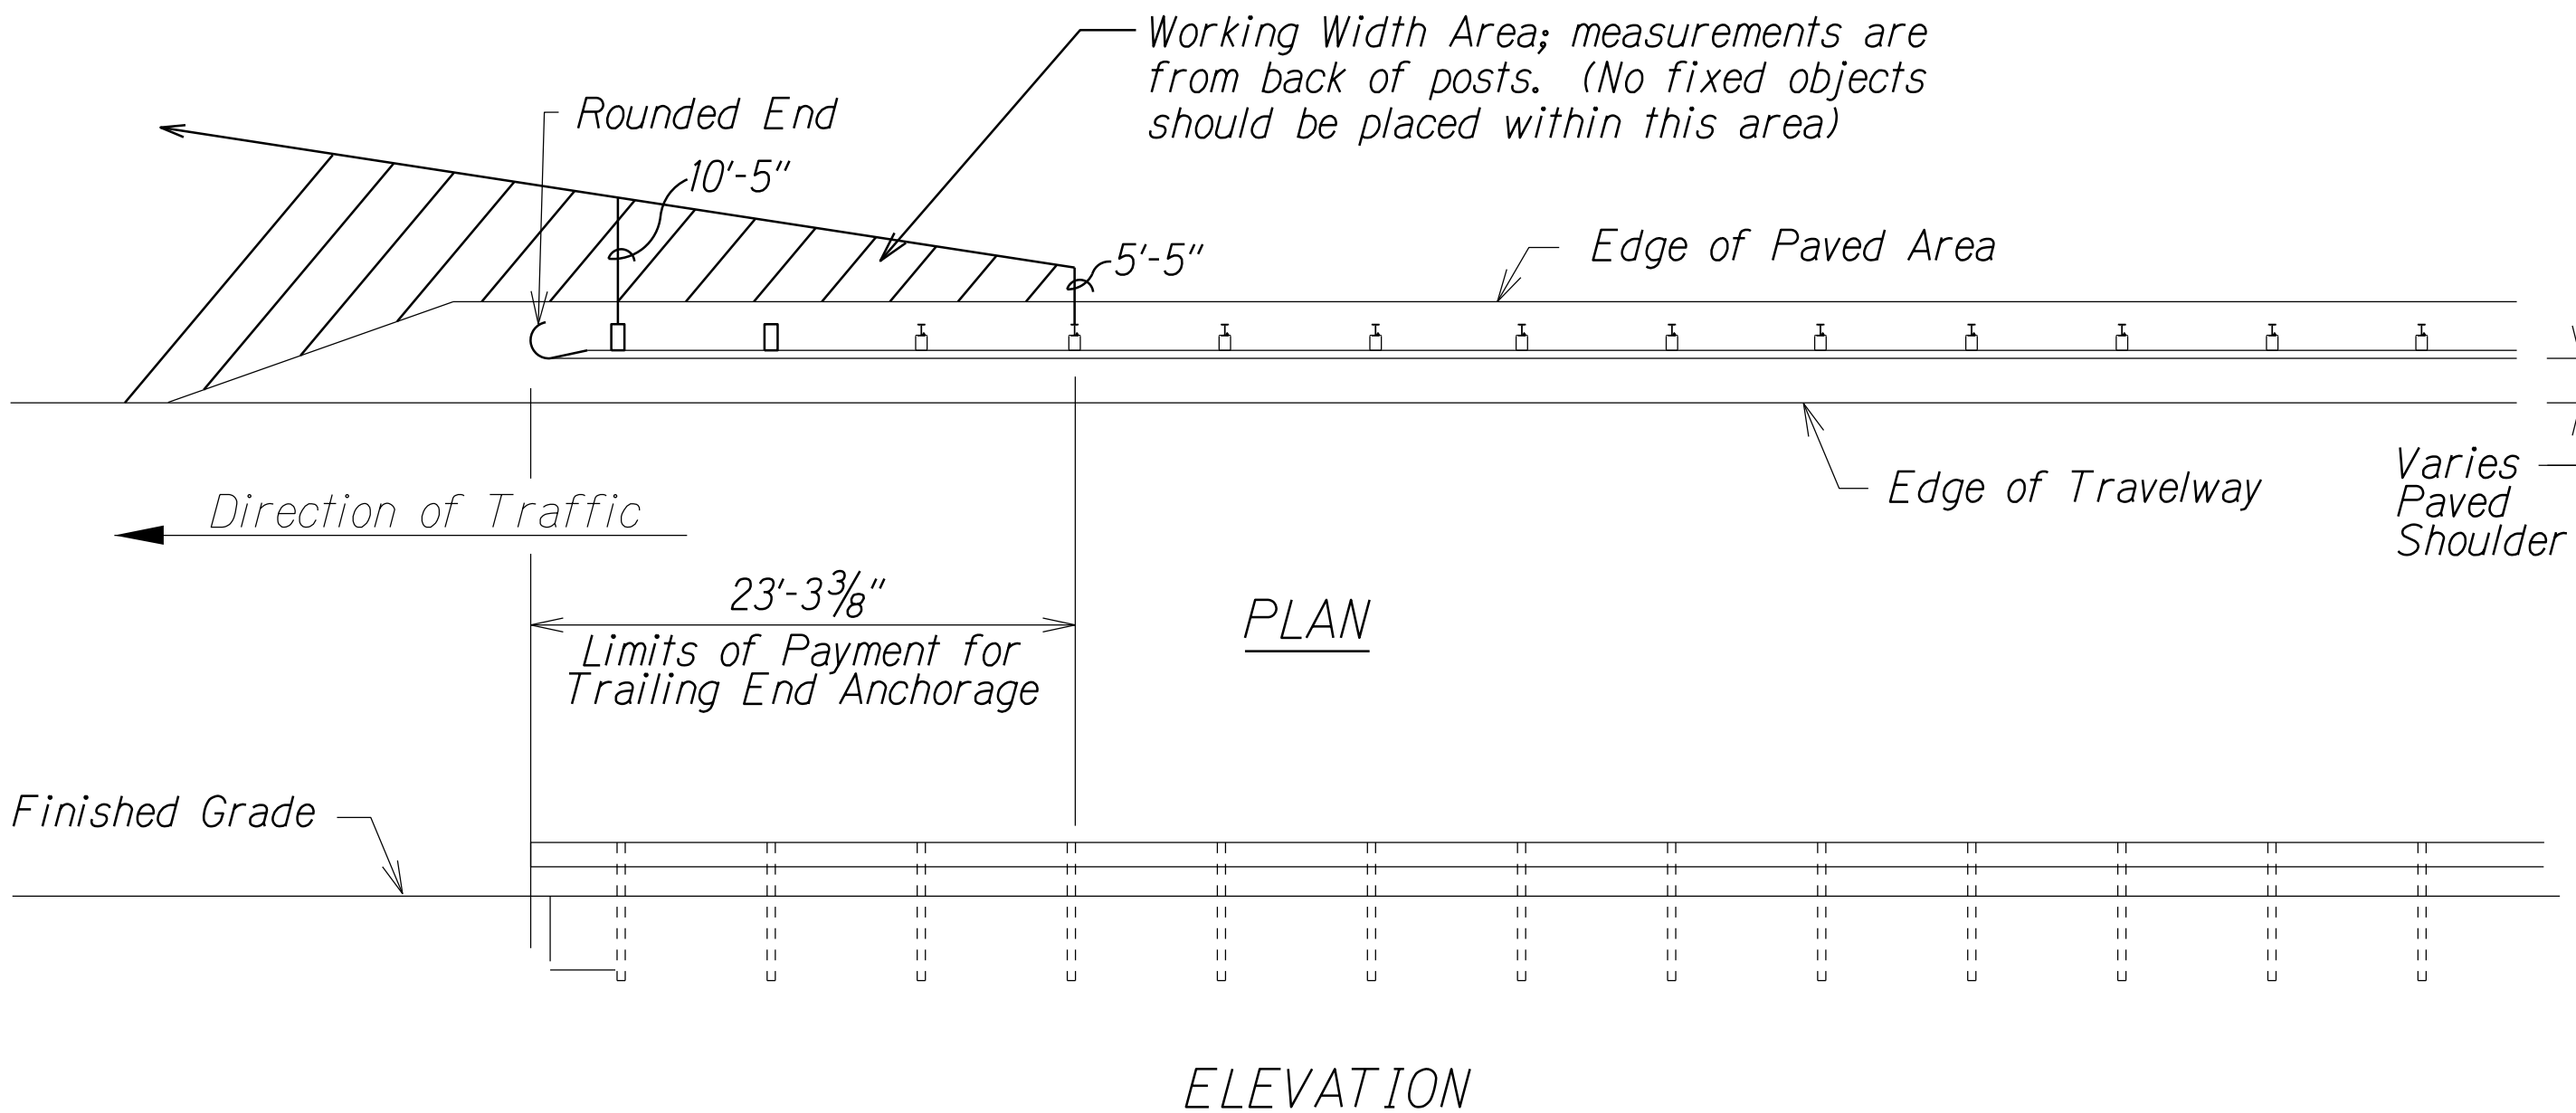 Working Width Area; measurements are
from back of posts. (No fixed objects
should be placed within this area)
Rounded End
10'-5"
5'-5"
Edge of Paved Area
Edge of Travelway
Varies
Paved
Shoulder
Direction of Traffic
23'-3 3/8"
Limits of Payment for
Trailing End Anchorage
PLAN
Finished Grade
ELEVATION